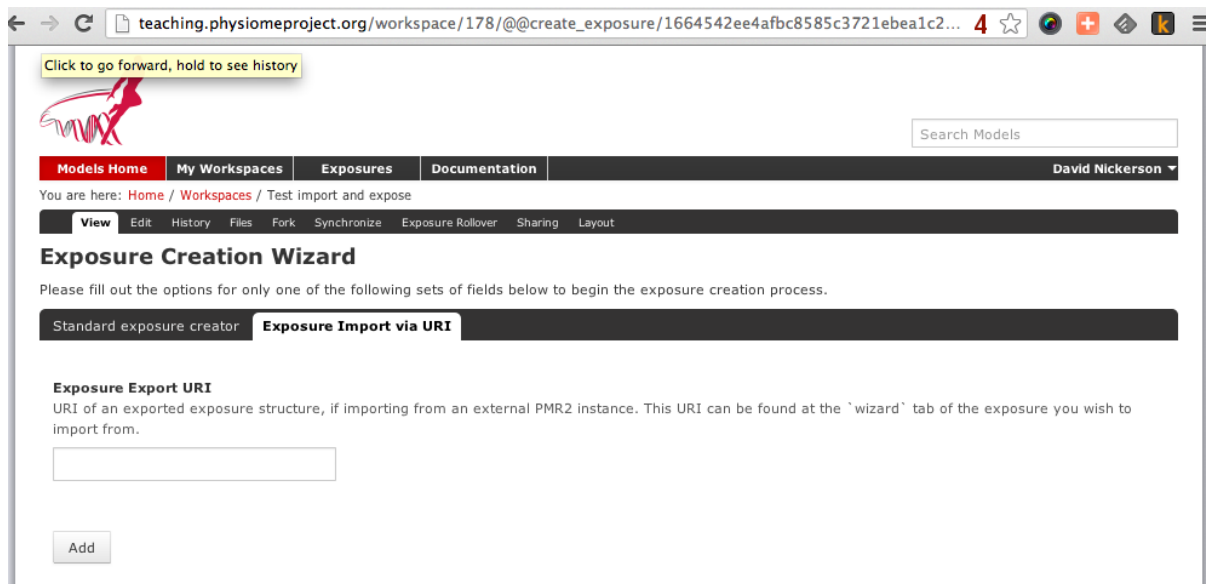 teaching.physiomeproject.org/workspace/178/@@create_exposure/1664542ee4afbc8585c3721ebea1c2... 4
Click to go forward, hold to see history
Search Models
Models Home My Workspaces Exposures Documentation David Nickerson
You are here: Home / Workspaces / Test import and expose
View Edit History Files Fork Synchronize Exposure Rollover Sharing Layout
Exposure Creation Wizard
Please fill out the options for only one of the following sets of fields below to begin the exposure creation process.
Standard exposure creator Exposure Import via URI
Exposure Export URI
URI of an exported exposure structure, if importing from an external PMR2 instance. This URI can be found at the `wizard` tab of the exposure you wish to
import from.
Add